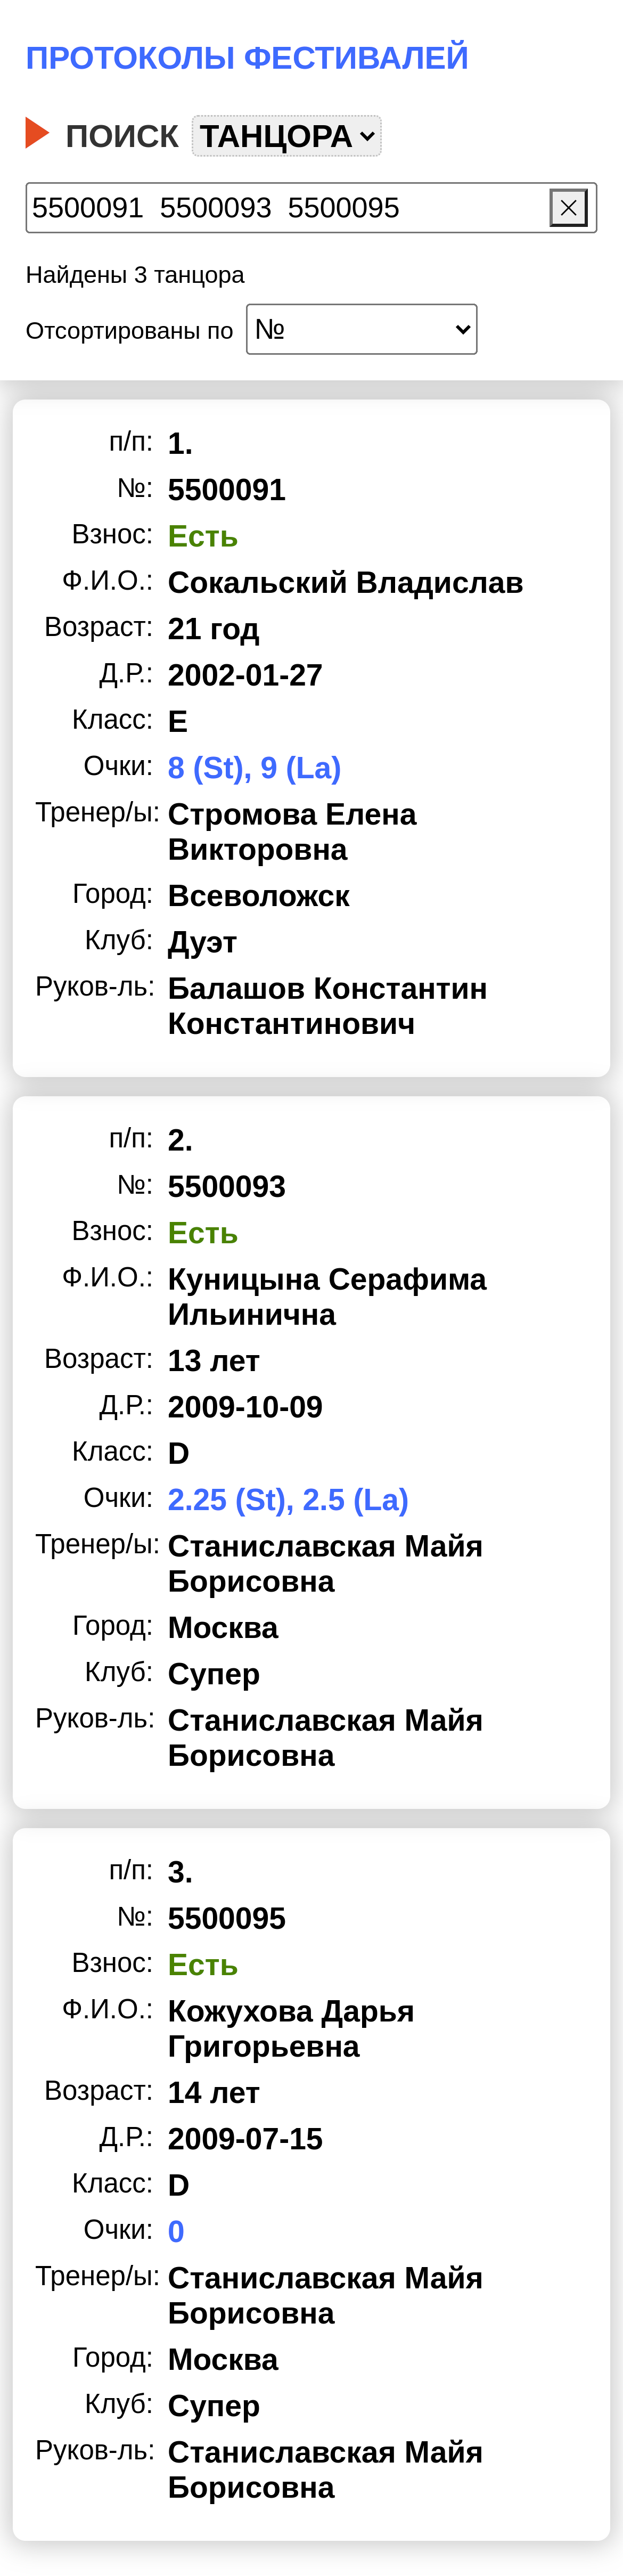 ПРОТОКОЛЫ ФЕСТИВАЛЕЙ
ПОИСК ТАНЦОРА
5500091 5500093 5500095
Найдены 3 танцора
Отсортированы по №
п/п: 1.
№: 5500091
Взнос: Есть
Ф.И.О.: Сокальский Владислав
Возраст: 21 год
Д.Р.: 2002-01-27
Класс: E
Очки: 8 (St), 9 (La)
Тренер/ы: Стромова Елена
Викторовна
Город: Всеволожск
Клуб: Дуэт
Руков-ль: Балашов Константин
Константинович
п/п: 2.
№: 5500093
Взнос: Есть
Ф.И.О.: Куницына Серафима
Ильинична
Возраст: 13 лет
Д.Р.: 2009-10-09
Класс: D
Очки: 2.25 (St), 2.5 (La)
Тренер/ы: Станиславская Майя
Борисовна
Город: Москва
Клуб: Супер
Руков-ль: Станиславская Майя
Борисовна
п/п: 3.
№: 5500095
Взнос: Есть
Ф.И.О.: Кожухова Дарья
Григорьевна
Возраст: 14 лет
Д.Р.: 2009-07-15
Класс: D
Очки: 0
Тренер/ы: Станиславская Майя
Борисовна
Город: Москва
Клуб: Супер
Руков-ль: Станиславская Майя
Борисовна